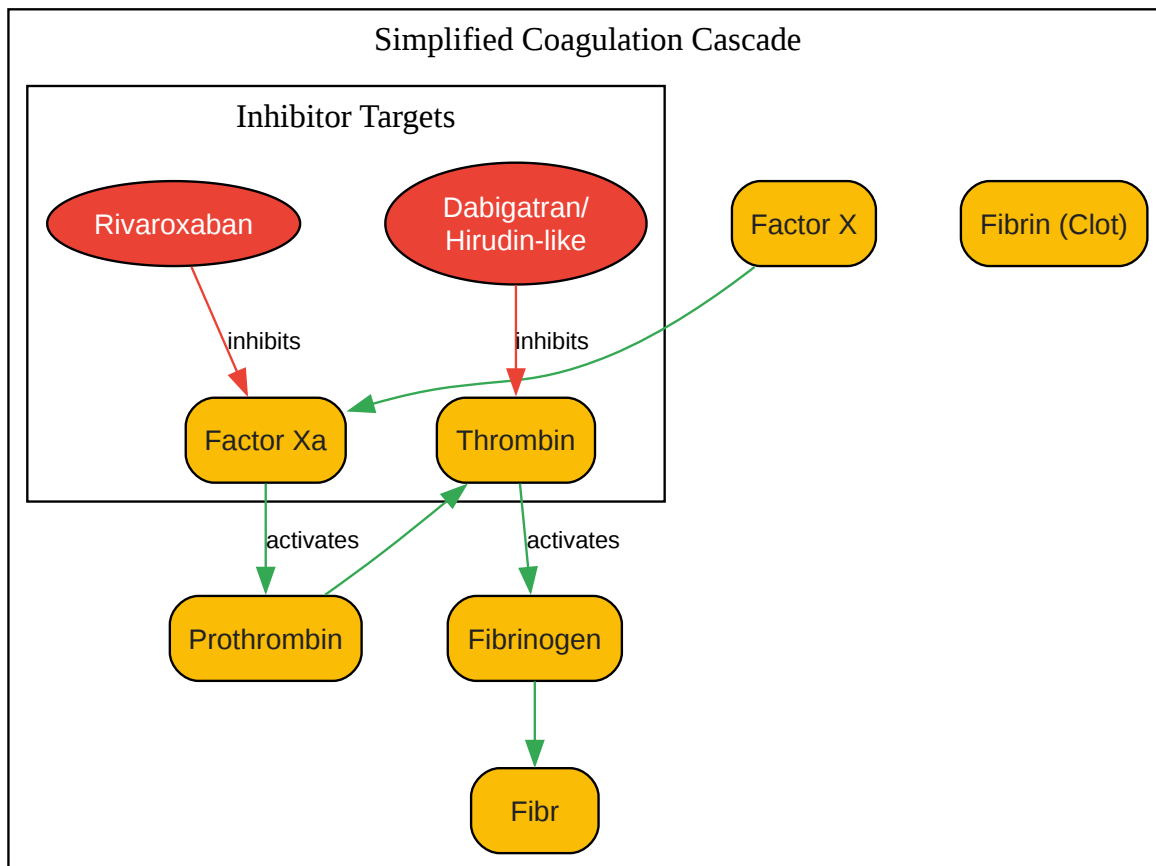 Simplified Coagulation Cascade
Inhibitor Targets
Rivaroxaban
Dabigatran/
Hirudin-like
Factor X
Fibrin (Clot)
inhibits
inhibits
Factor Xa
Thrombin
activates
activates
Prothrombin
Fibrinogen
Fibr